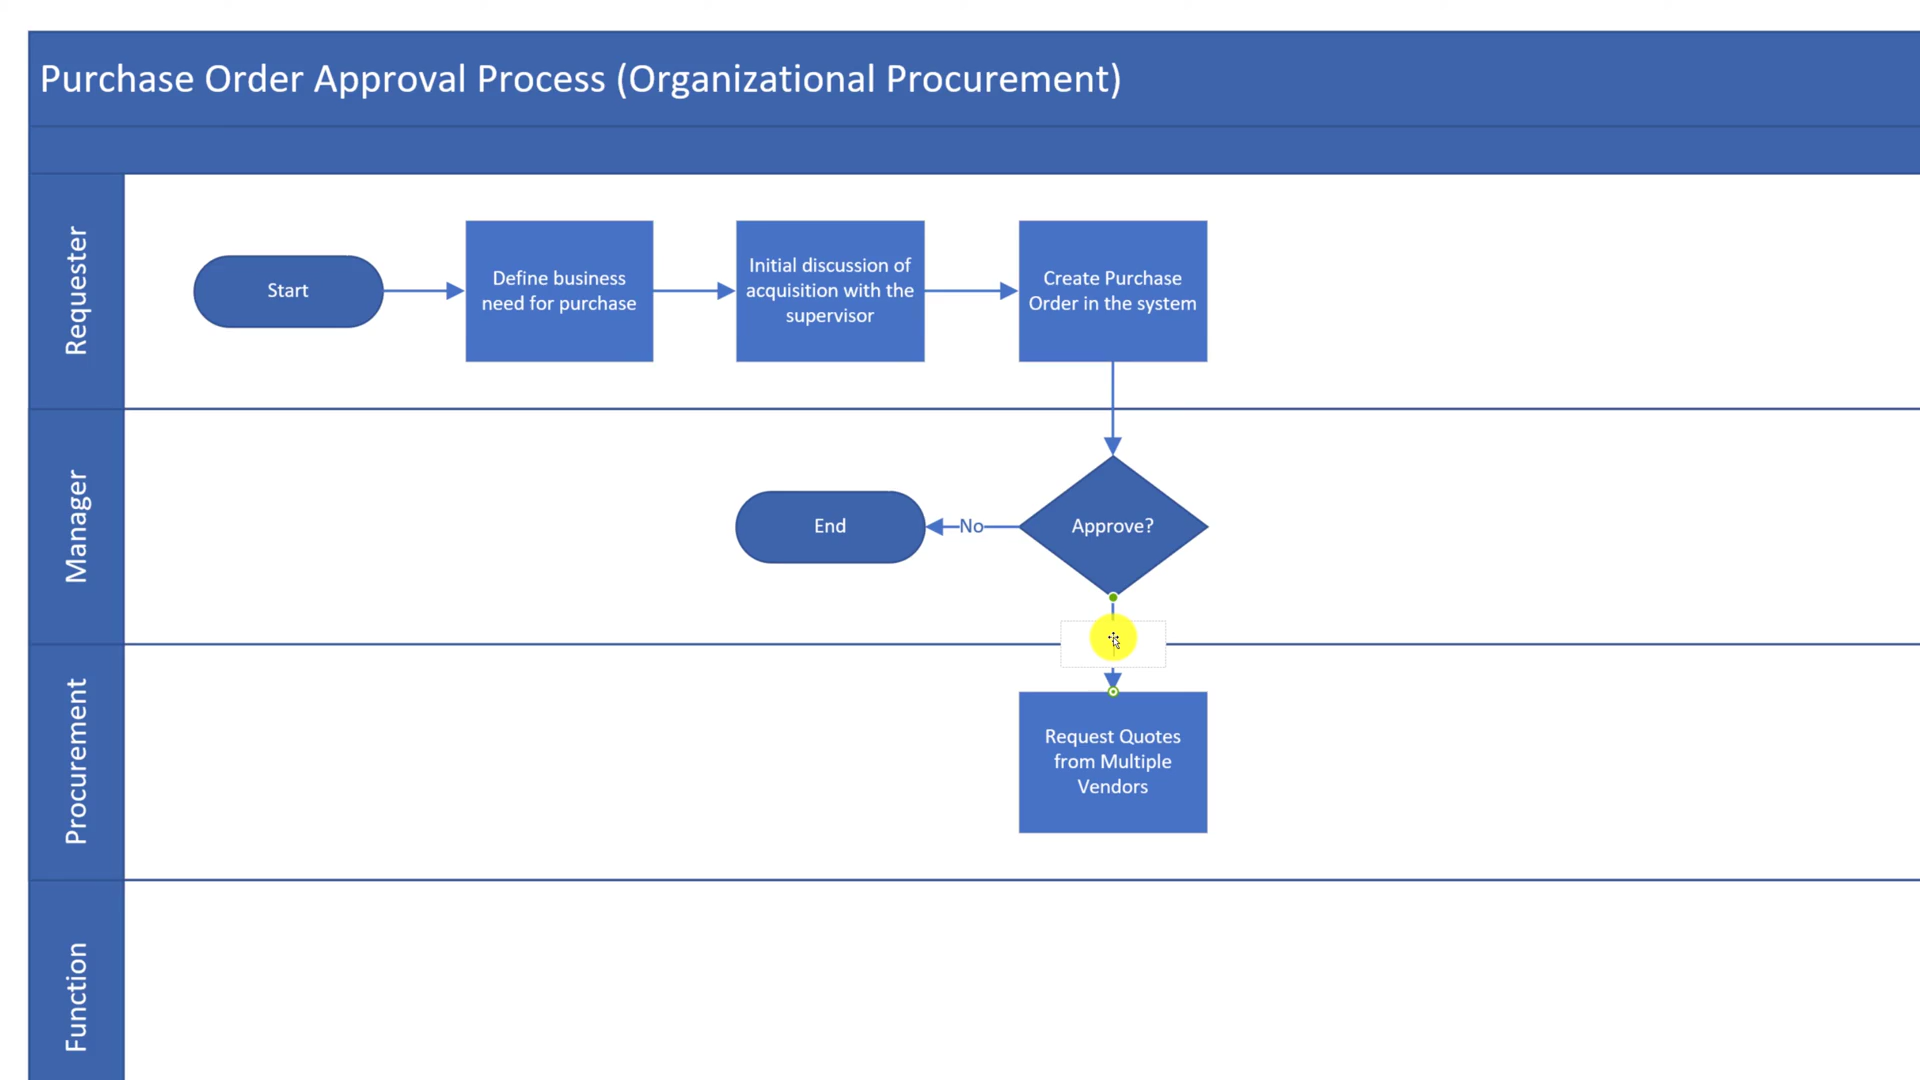 Purchase Order Approval Process (Organizational Procurement)
Requester
Start
Define business
need for purchase
Initial discussion of
acquisition with the
supervisor
Create Purchase
Order in the system
Manager
End
No
Approve?
Procurement
Request Quotes
from Multiple
Vendors
Function